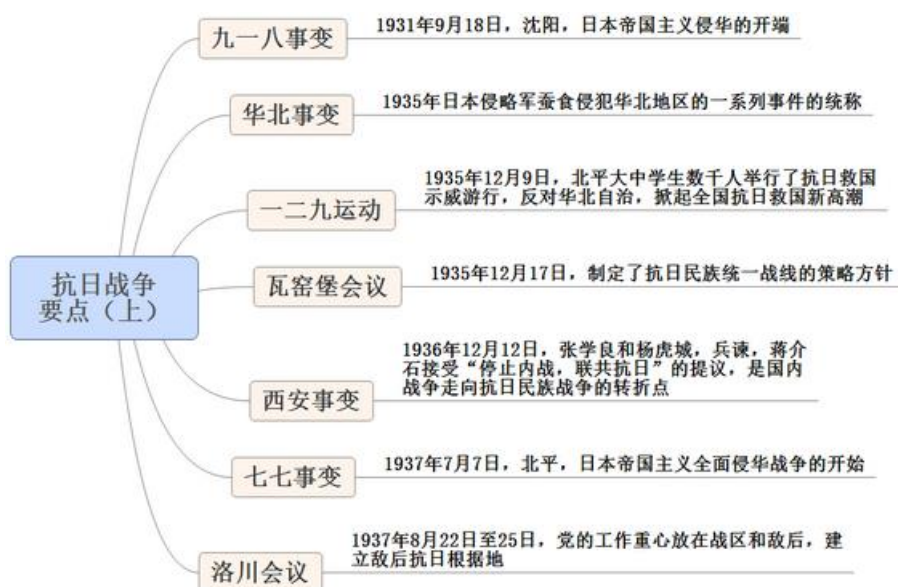 九一八事变
1931年9月18日，沈阳，日本帝国主义侵华的开端
华北事变
1935年日本侵略军蚕食侵犯华北地区的一系列事件的统称
一二九运动
1935年12月9日，北平大中学生数千人举行了抗日救国
示威游行，反对华北自治，掀起全国抗日救国新高潮
抗日战争
要点（上）
瓦窑堡会议
1935年12月17日，制定了抗日民族统一战线的策略方针
西安事变
1936年12月12日，张学良和杨虎城，兵谏，蒋介
石接受“停止内战，联共抗日”的提议，是国内
战争走向抗日民族战争的转折点
七七事变
1937年7月7日，北平，日本帝国主义全面侵华战争的开始
洛川会议
1937年8月22日至25日，党的工作重心放在战区和敌后，建
立敌后抗日根据地